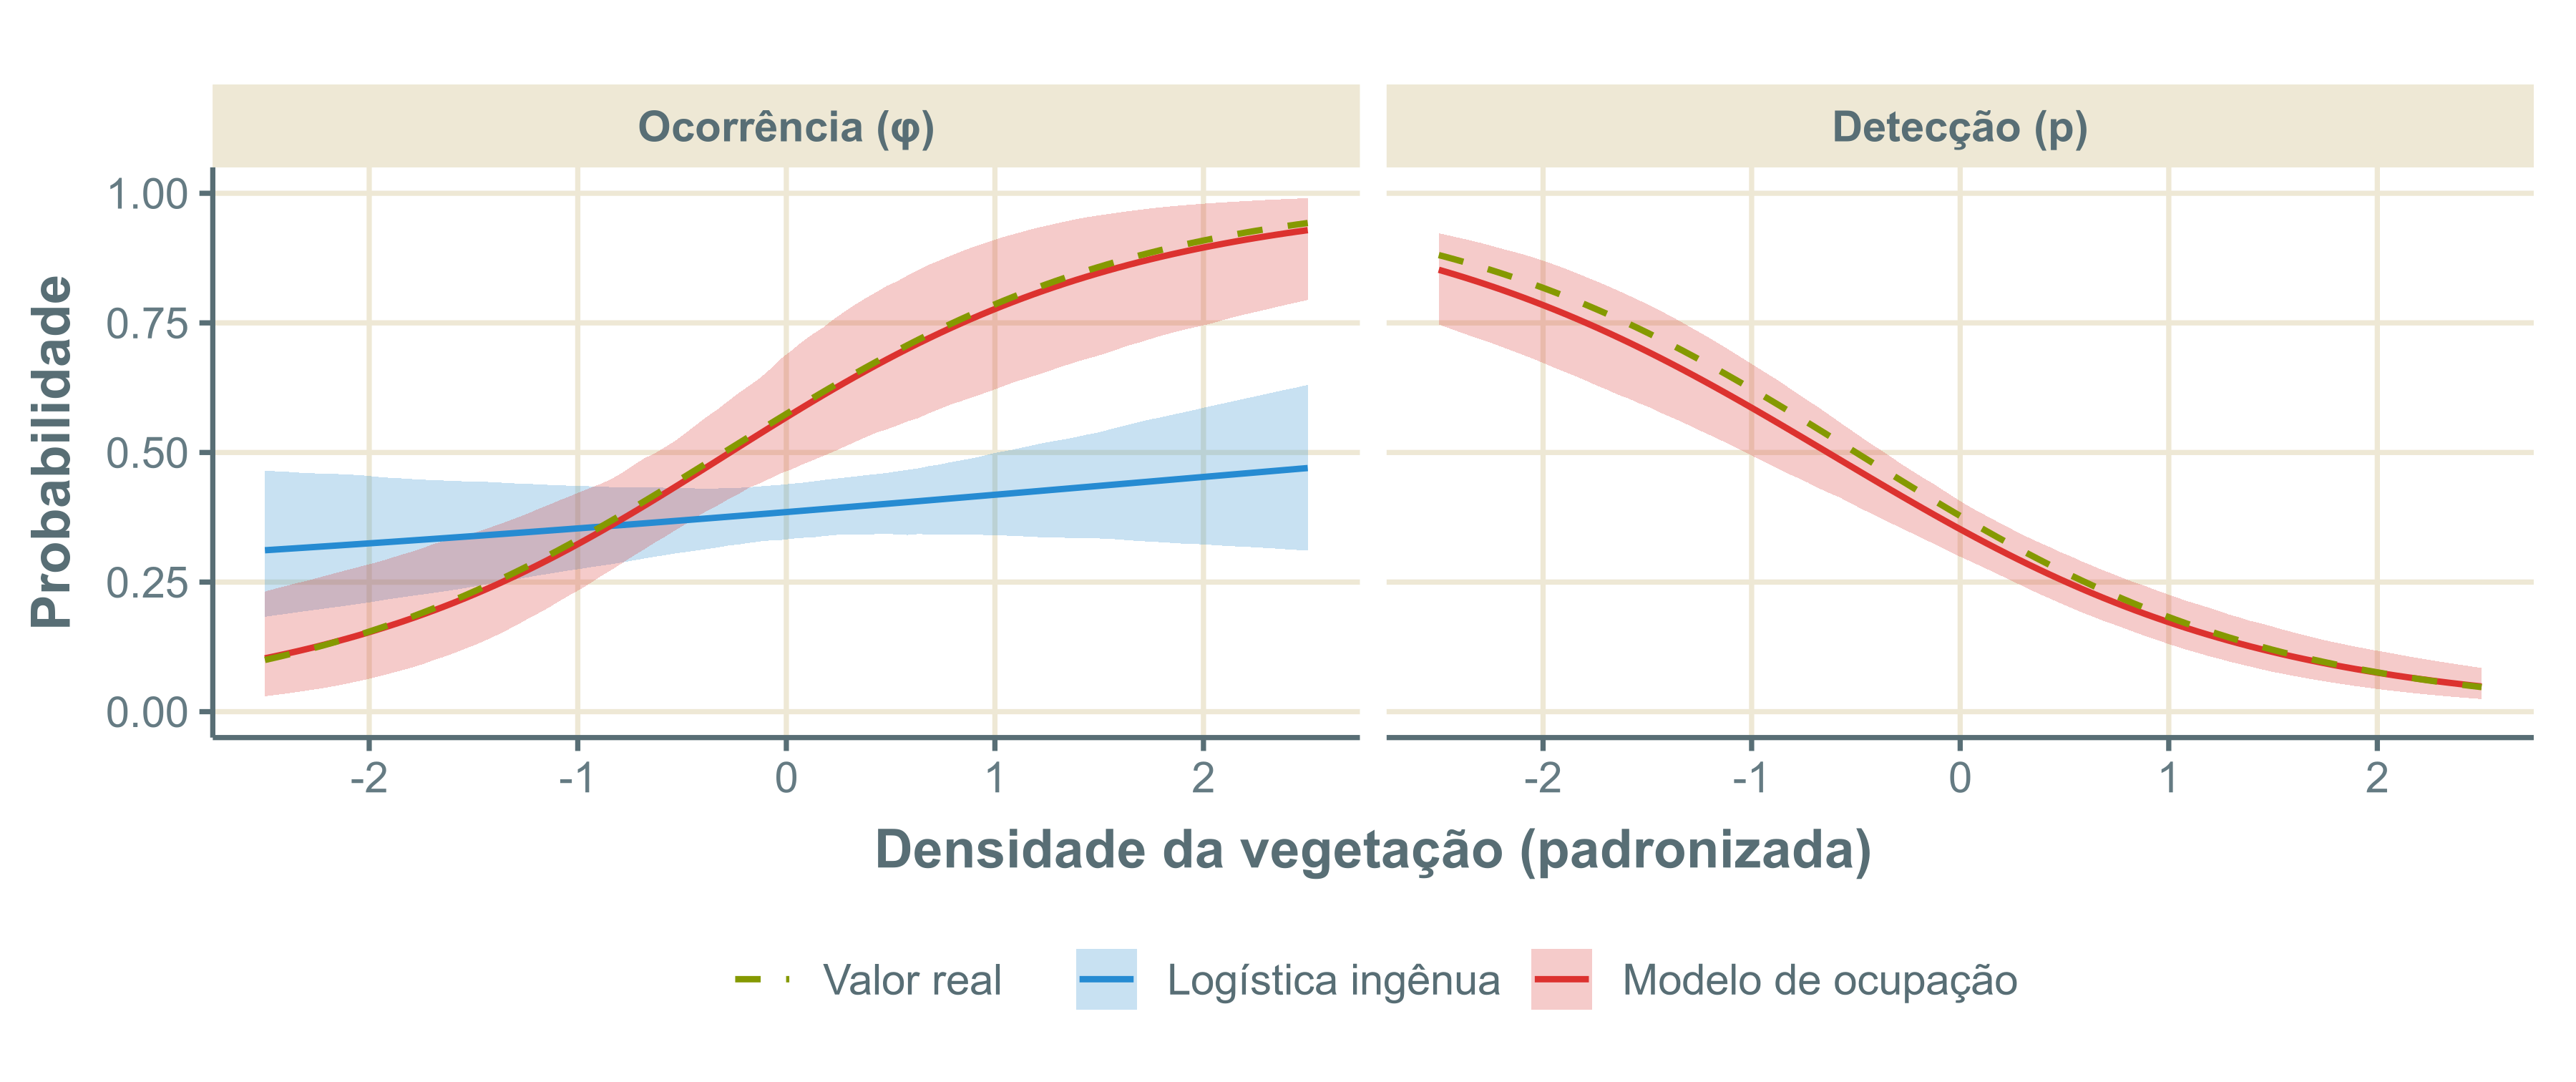 Ocorrência (φ)
Detecção (p)
Probabilidade
1.00
0.75
0.50
0.25
0.00
-2 -1 0 1 2
-2 -1 0 1 2
Densidade da vegetação (padronizada)
Valor real
Logística ingênua
Modelo de ocupação